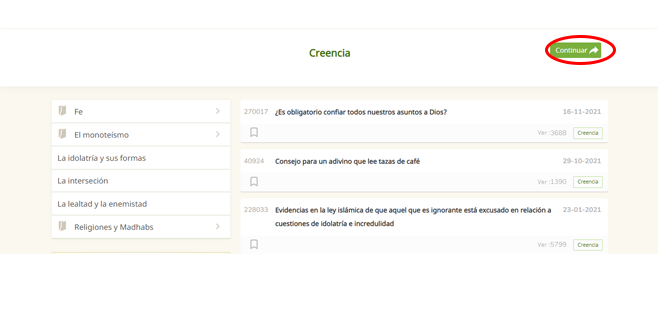 Creencia
Continuar
Fe
El monoteísmo
La idolatría y sus formas
La interseción
La lealtad y la enemistad
Religiones y Madhabs
270017 ¿Es obligatorio confiar todos nuestros asuntos a Dios? 16-11-2021
Ver :3688 Creencia
40924 Consejo para un adivino que lee tazas de café 29-10-2021
Ver :1390 Creencia
228033 Evidencias en la ley islámica de que aquel que es ignorante está excusado en relación a 23-01-2021
cuestiones de idolatría e incredulidad
Ver :5799 Creencia